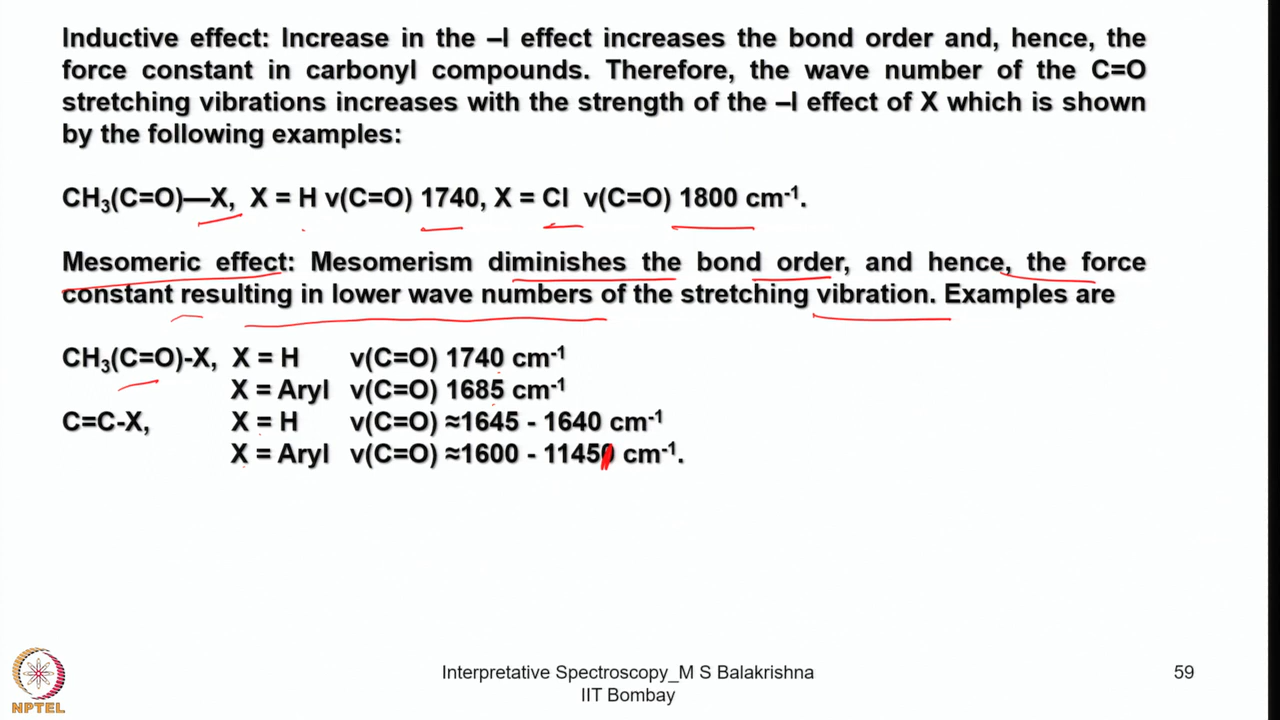 Inductive effect: Increase in the –I effect increases the bond order and, hence, the
force constant in carbonyl compounds. Therefore, the wave number of the C=O
stretching vibrations increases with the strength of the –I effect of X which is shown
by the following examples:
CH₃(C=O)—X, X = H ν(C=O) 1740, X = Cl ν(C=O) 1800 cm⁻¹.
Mesomeric effect: Mesomerism diminishes the bond order, and hence, the force
constant resulting in lower wave numbers of the stretching vibration. Examples are
CH₃(C=O)-X, X = H ν(C=O) 1740 cm⁻¹
X = Aryl ν(C=O) 1685 cm⁻¹
C=C-X, X = H ν(C=O) ≈1645 - 1640 cm⁻¹
X = Aryl ν(C=O) ≈1600 - 11450 cm⁻¹.
Interpretative Spectroscopy_M S Balakrishna 59
IIT Bombay
NPTEL